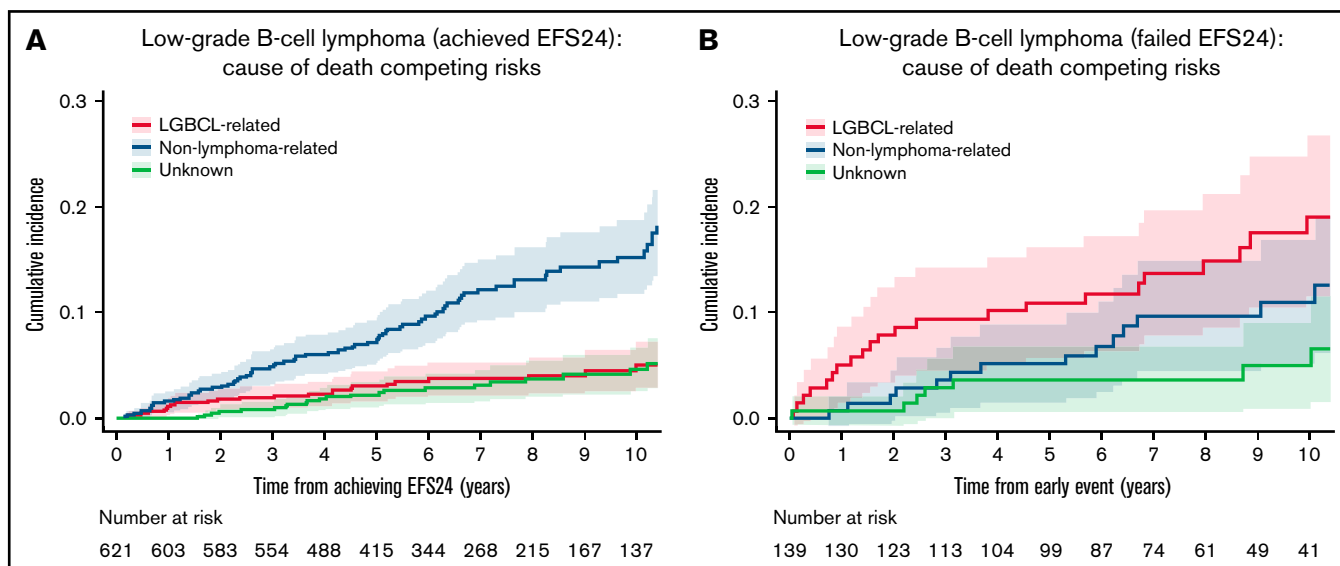 A
Low-grade B-cell lymphoma (achieved EFS24):
cause of death competing risks
0.3
0.2
0.1
0.0
Cumulative incidence
LGBCL-related
Non-lymphoma-related
Unknown
0 1 2 3 4 5 6 7 8 9 10
Time from achieving EFS24 (years)
Number at risk
621 603 583 554 488 415 344 268 215 167 137
B
Low-grade B-cell lymphoma (failed EFS24):
cause of death competing risks
0.3
0.2
0.1
0.0
Cumulative incidence
LGBCL-related
Non-lymphoma-related
Unknown
0 1 2 3 4 5 6 7 8 9 10
Time from early event (years)
Number at risk
139 130 123 113 104 99 87 74 61 49 41